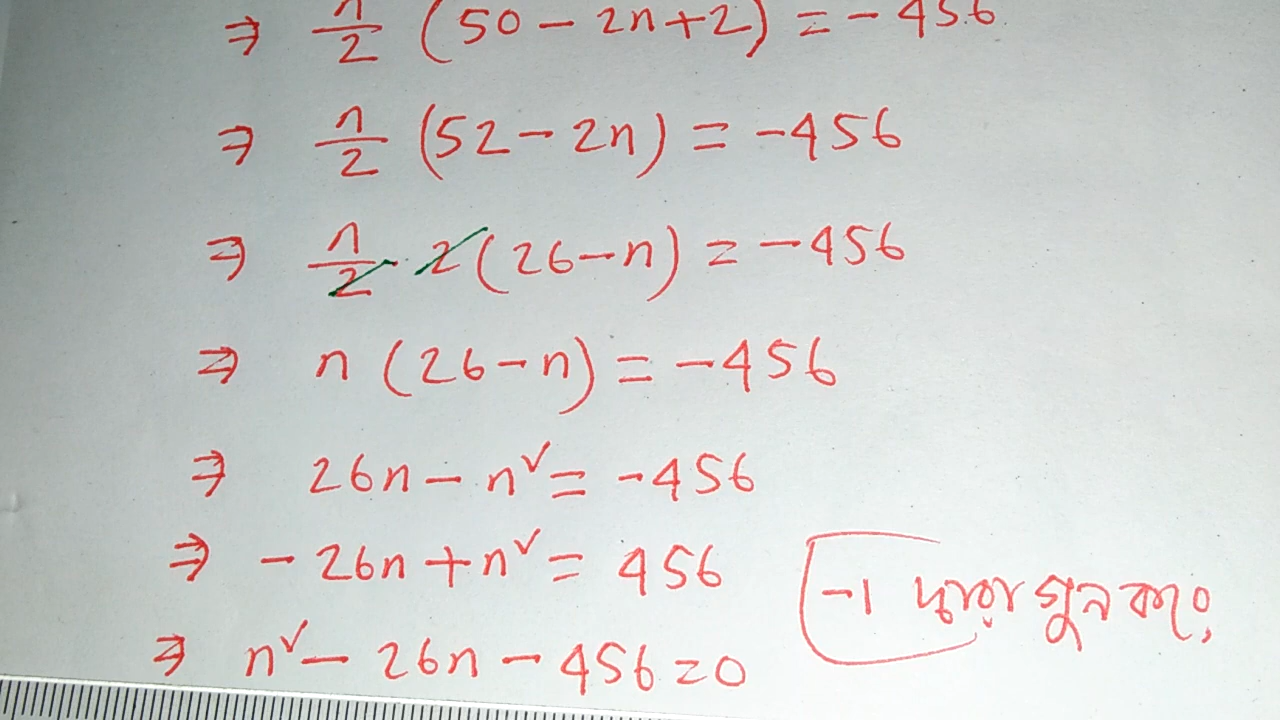 ⇒ n/2 (50 - 2n + 2) = - 456
⇒ n/2 (52 - 2n) = -456
⇒ n/2 · 2(26 - n) = -456
⇒ n (26 - n) = -456
⇒ 26n - n² = -456
⇒ - 26n + n² = 456
-1 দ্বারা গুন করে,
⇒ n² - 26n - 456 = 0